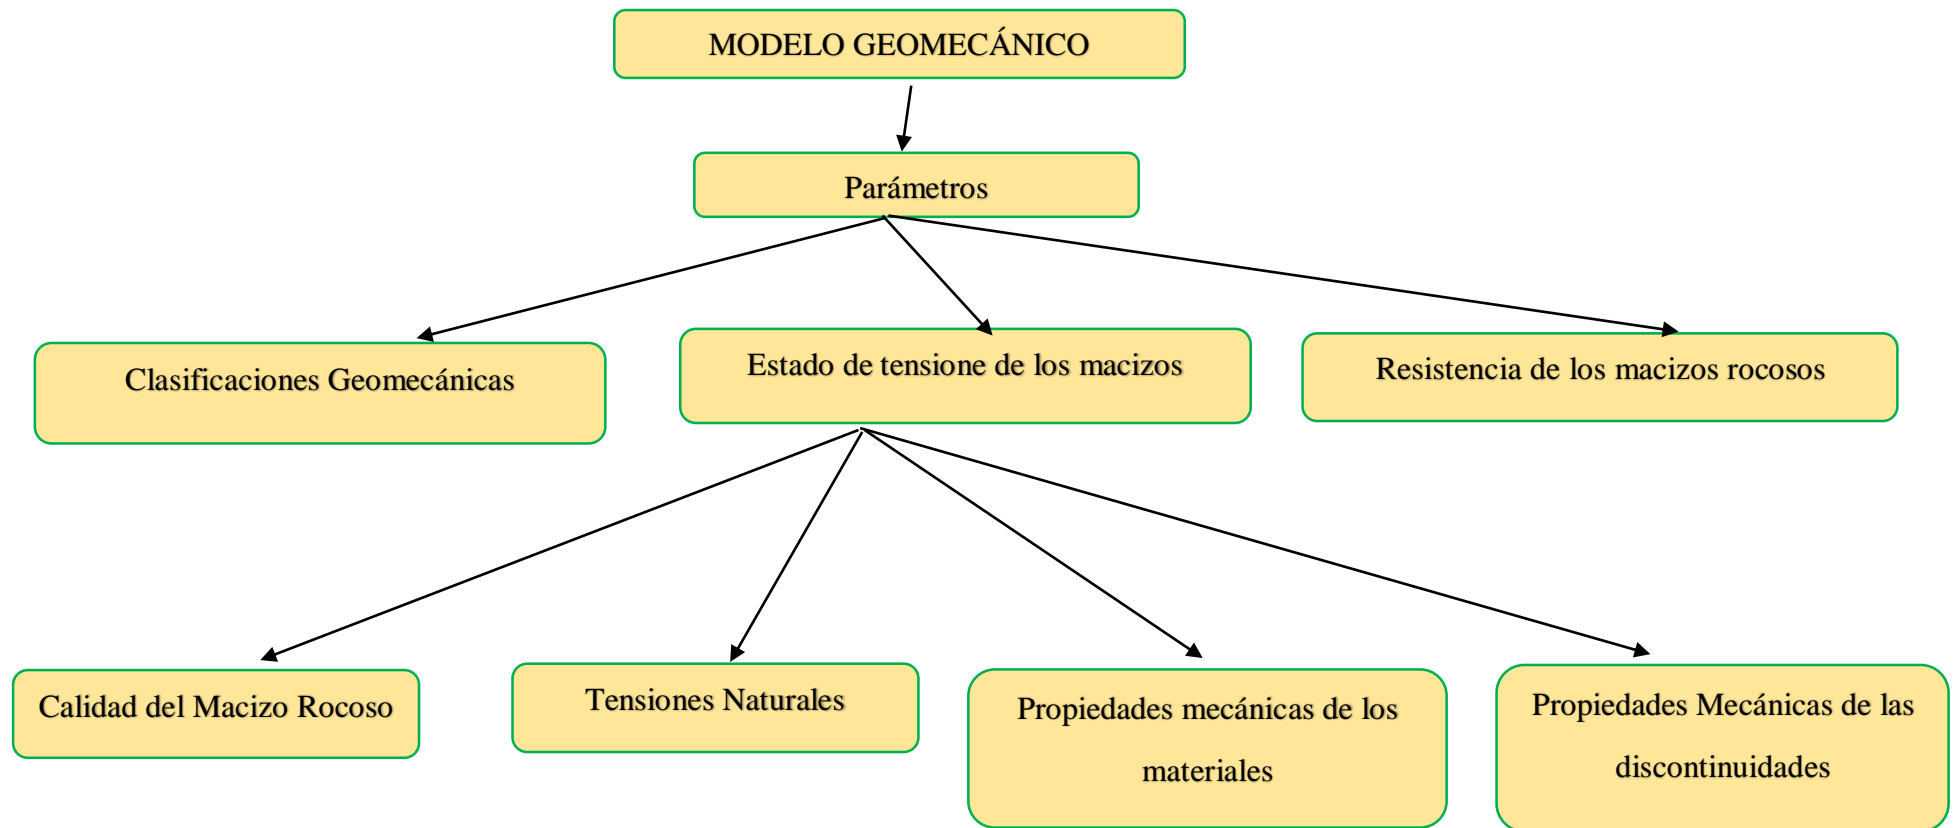 MODELO GEOMECÁNICO
Parámetros
Clasificaciones Geomecánicas
Estado de tensione de los macizos
Resistencia de los macizos rocosos
Calidad del Macizo Rocoso
Tensiones Naturales
Propiedades mecánicas de los
materiales
Propiedades Mecánicas de las
discontinuidades